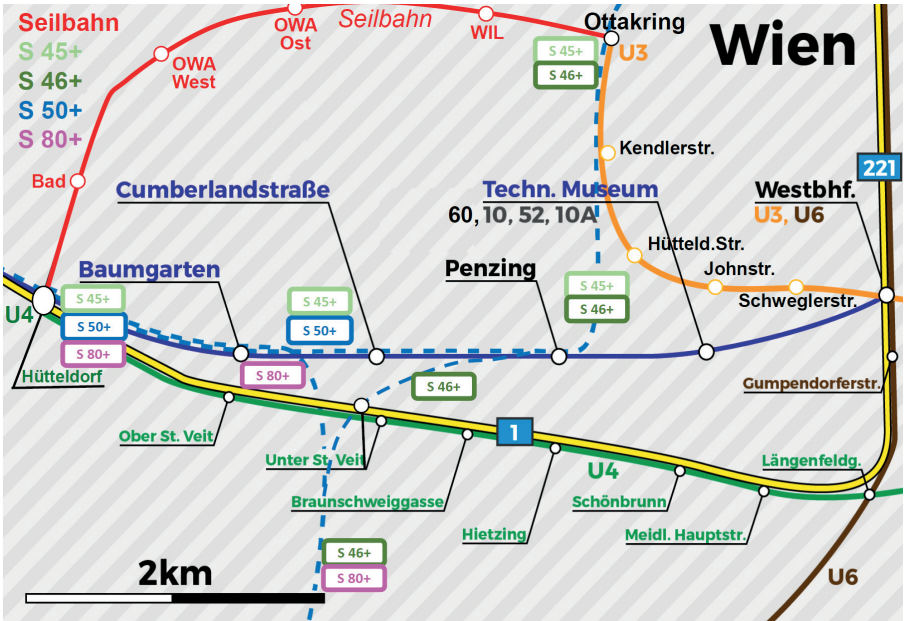 Seilbahn
S 45+
S 46+
S 50+
S 80+
OWA
West
OWA
Ost
Seilbahn
WIL
Ottakring
U3
S 45+
S 46+
Wien
Kendlerstr.
221
Bad
Cumberlandstraße
Techn. Museum
60, 10, 52, 10A
Westbhf.
U3, U6
Hütteld.Str.
Johnstr.
Schweglerstr.
Baumgarten
Penzing
U4
S 45+
S 50+
S 80+
S 45+
S 50+
S 45+
S 46+
Hütteldorf
S 80+
S 46+
Gumpendorferstr.
Ober St. Veit
Unter St. Veit
1
U4
Längenfeldg.
Braunschweiggasse
Schönbrunn
Hietzing
Meidl. Hauptstr.
S 46+
S 80+
2km
U6